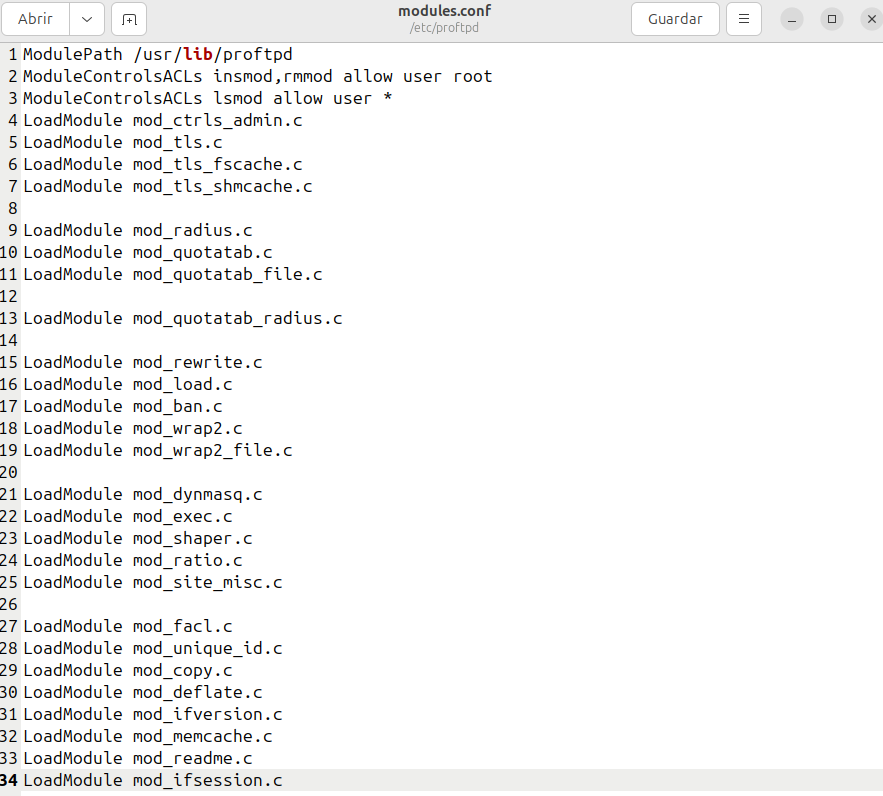 Abrir
modules.conf
/etc/proftpd
Guardar
1 ModulePath /usr/lib/proftpd
2 ModuleControlsACLs insmod,rmmod allow user root
3 ModuleControlsACLs lsmod allow user *
4 LoadModule mod_ctrls_admin.c
5 LoadModule mod_tls.c
6 LoadModule mod_tls_fscache.c
7 LoadModule mod_tls_shmcache.c
8
9 LoadModule mod_radius.c
10 LoadModule mod_quotatab.c
11 LoadModule mod_quotatab_file.c
12
13 LoadModule mod_quotatab_radius.c
14
15 LoadModule mod_rewrite.c
16 LoadModule mod_load.c
17 LoadModule mod_ban.c
18 LoadModule mod_wrap2.c
19 LoadModule mod_wrap2_file.c
20
21 LoadModule mod_dynmasq.c
22 LoadModule mod_exec.c
23 LoadModule mod_shaper.c
24 LoadModule mod_ratio.c
25 LoadModule mod_site_misc.c
26
27 LoadModule mod_facl.c
28 LoadModule mod_unique_id.c
29 LoadModule mod_copy.c
30 LoadModule mod_deflate.c
31 LoadModule mod_ifversion.c
32 LoadModule mod_memcache.c
33 LoadModule mod_readme.c
34 LoadModule mod_ifsession.c